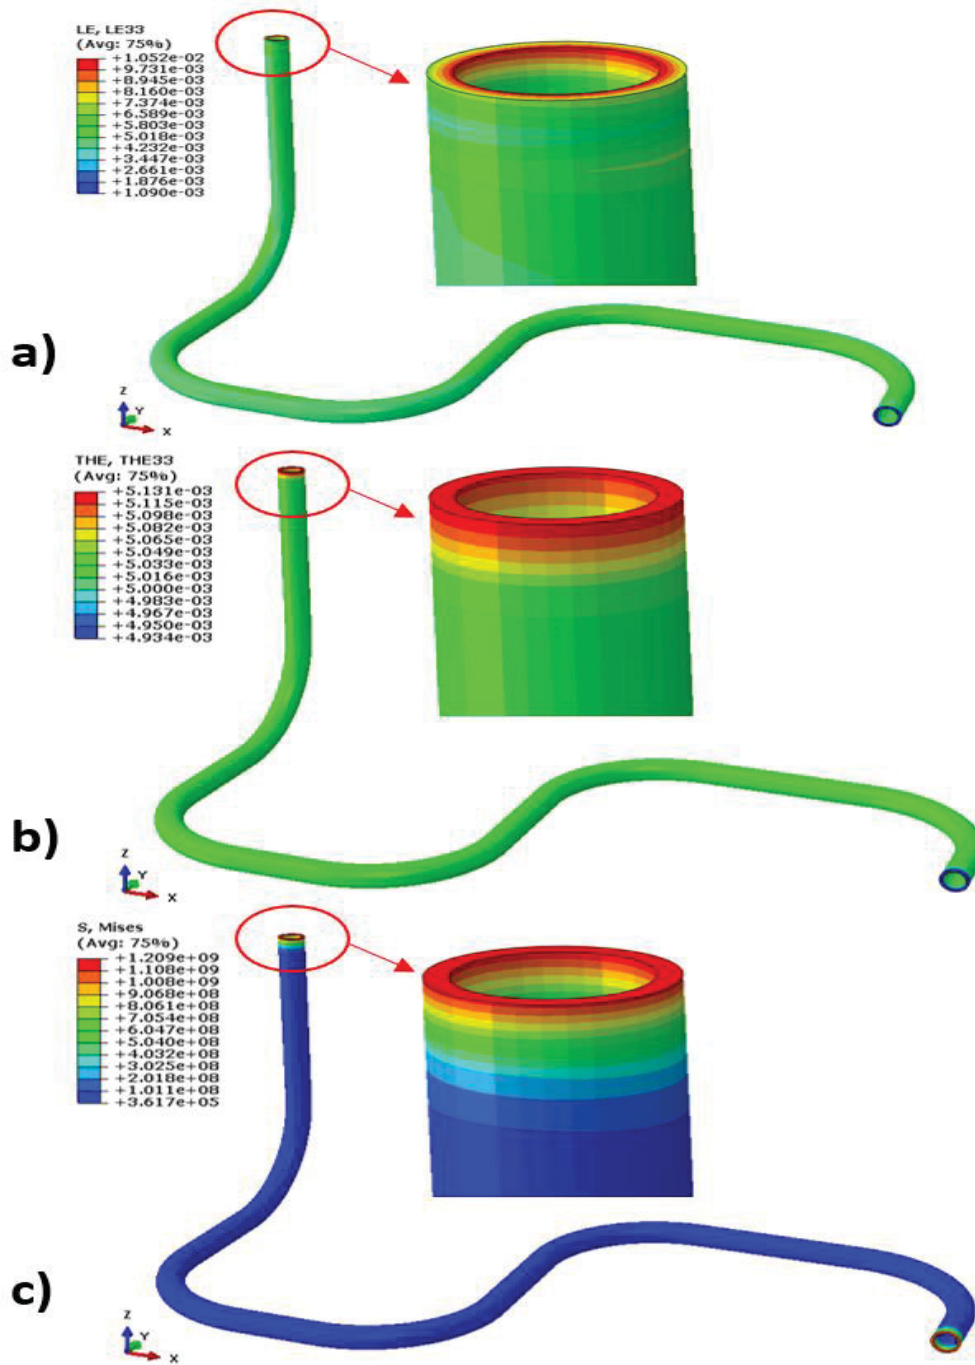 LE, LE33
(Avg: 75%)
+1.052e-02
+9.731e-03
+8.945e-03
+8.160e-03
+7.374e-03
+6.589e-03
+5.803e-03
+5.018e-03
+4.232e-03
+3.447e-03
+2.661e-03
+1.876e-03
+1.090e-03
a)
Z
Y
X
THE, THE33
(Avg: 75%)
+5.131e-03
+5.115e-03
+5.098e-03
+5.082e-03
+5.065e-03
+5.049e-03
+5.033e-03
+5.016e-03
+5.000e-03
+4.983e-03
+4.967e-03
+4.950e-03
+4.934e-03
b)
Z
Y
X
S, Mises
(Avg: 75%)
+1.209e+09
+1.108e+09
+1.008e+09
+9.068e+08
+8.061e+08
+7.054e+08
+6.047e+08
+5.040e+08
+4.032e+08
+3.025e+08
+2.018e+08
+1.011e+08
+3.617e+05
c)
Z
Y
X